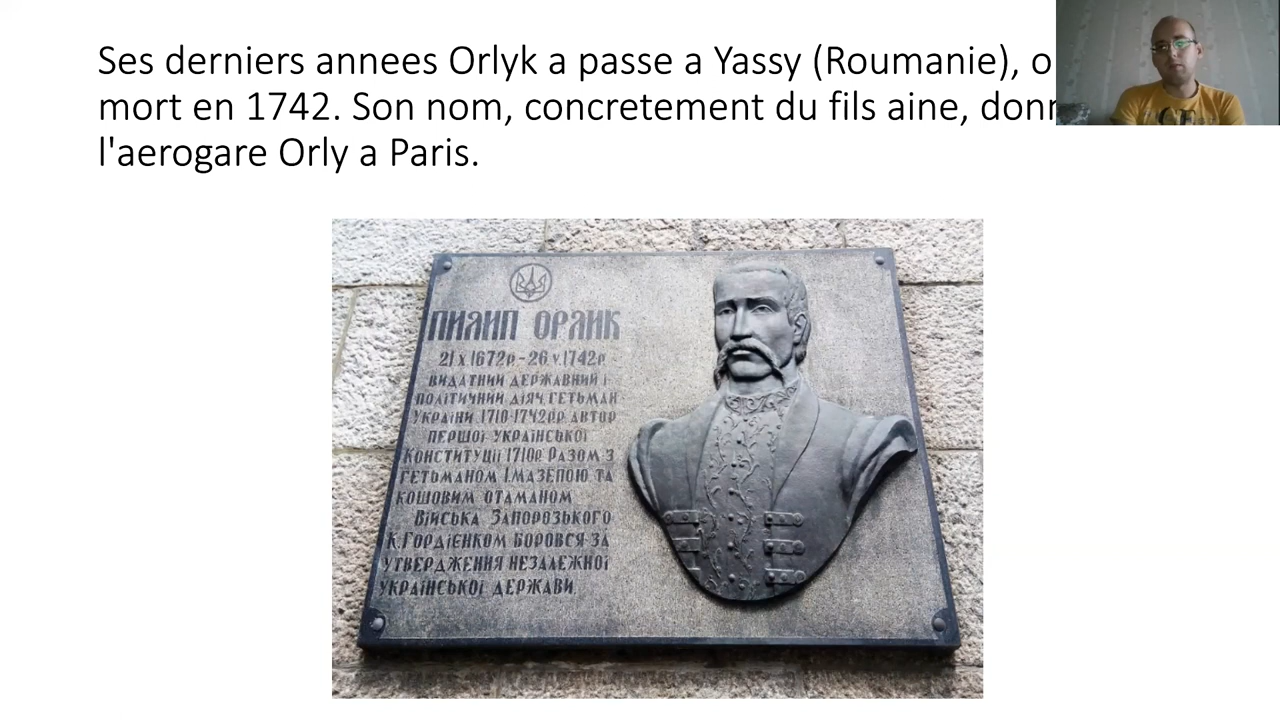 Ses derniers annees Orlyk a passe a Yassy (Roumanie),
mort en 1742. Son nom, concretement du fils aine,
l'aerogare Orly a Paris.
ПИЛИП ОРЛИК
21 X 1672р - 26 V 1742р
ВИДАТНИЙ ДЕРЖАВНИЙ І
ПОЛІТИЧНИЙ ДІЯЧ, ГЕТЬМАН
УКРАЇНИ 1710-1742рр. АВТОР
ПЕРШОЇ УКРАЇНСЬКОЇ
КОНСТИТУЦІЇ 1710р. РАЗОМ З
ГЕТЬМАНОМ І.МАЗЕПОЮ ТА
КОШОВИМ ОТАМАНОМ
ВІЙСЬКА ЗАПОРОЗЬКОГО
К.ГОРДІЄНКОМ БОРОВСЯ ЗА
УТВЕРДЖЕННЯ НЕЗАЛЕЖНОЇ
УКРАЇНСЬКОЇ ДЕРЖАВИ.